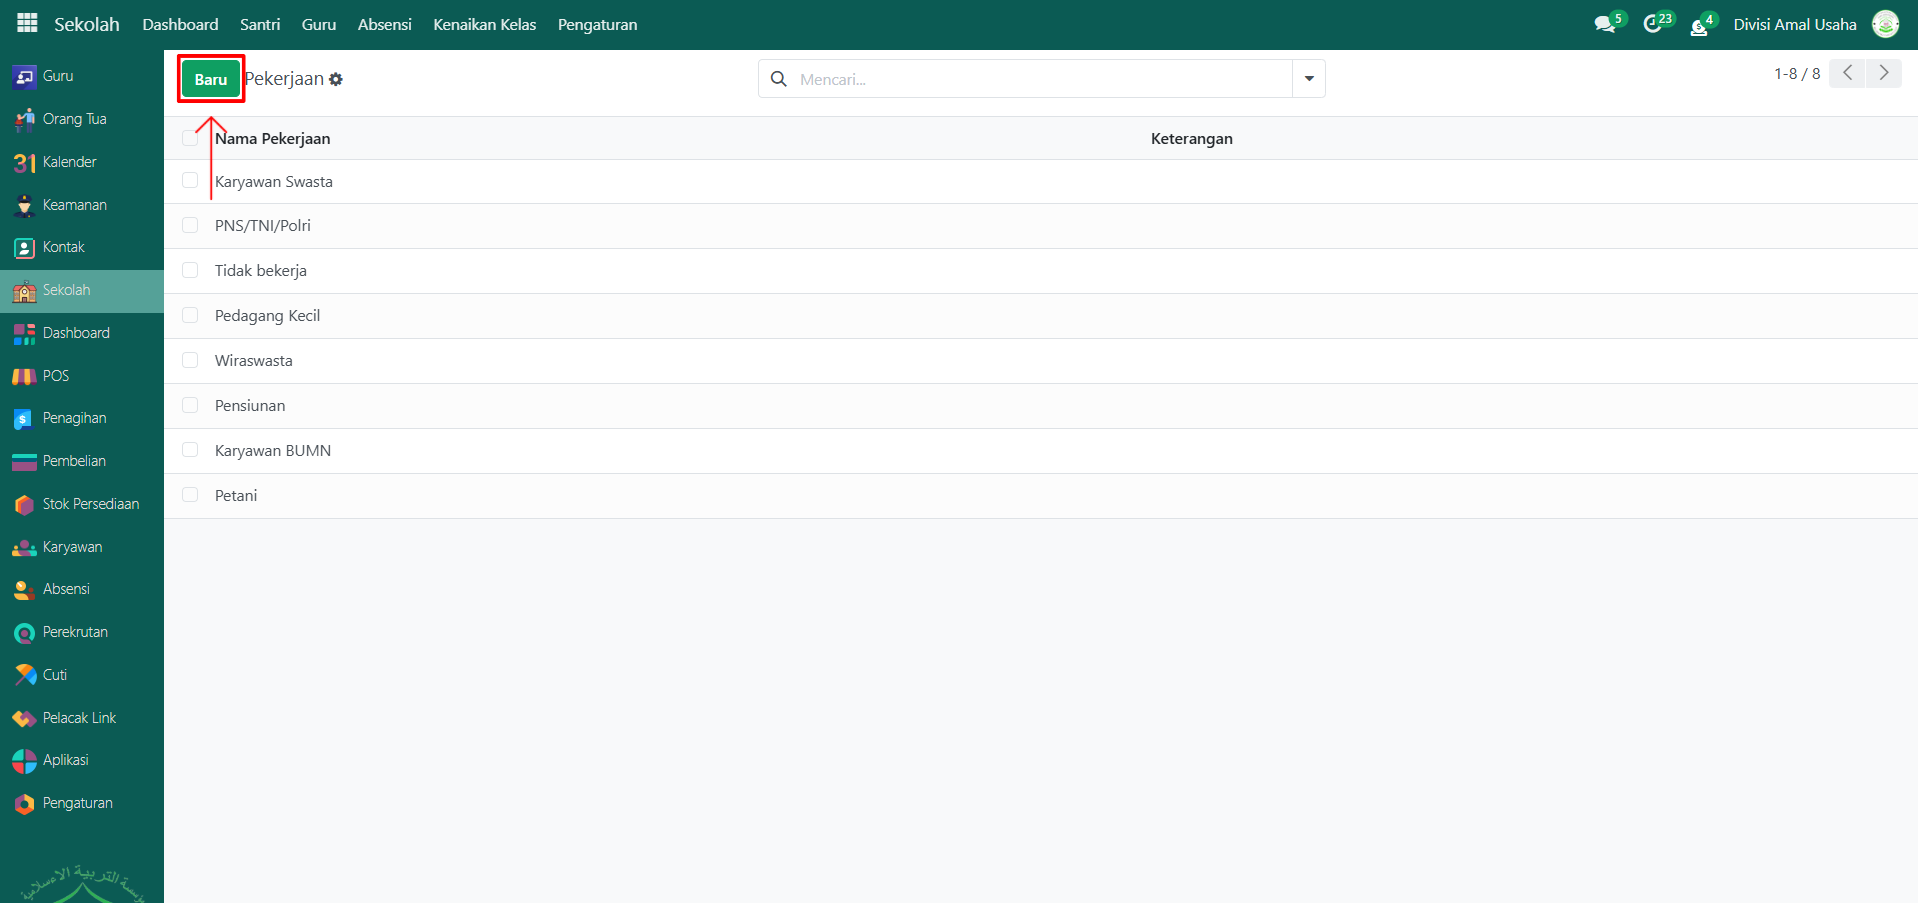 Sekolah Dashboard Santri Guru Absensi Kenaikan Kelas Pengaturan 5 23 4 Divisi Amal Usaha
Guru
Orang Tua
31 Kalender
Keamanan
Kontak
Sekolah
Dashboard
POS
Penagihan
Pembelian
Stok Persediaan
Karyawan
Absensi
Perekrutan
Cuti
Pelacak Link
Aplikasi
Pengaturan
Baru Pekerjaan Mencari... 1-8 / 8
Nama Pekerjaan Keterangan
Karyawan Swasta
PNS/TNI/Polri
Tidak bekerja
Pedagang Kecil
Wiraswasta
Pensiunan
Karyawan BUMN
Petani